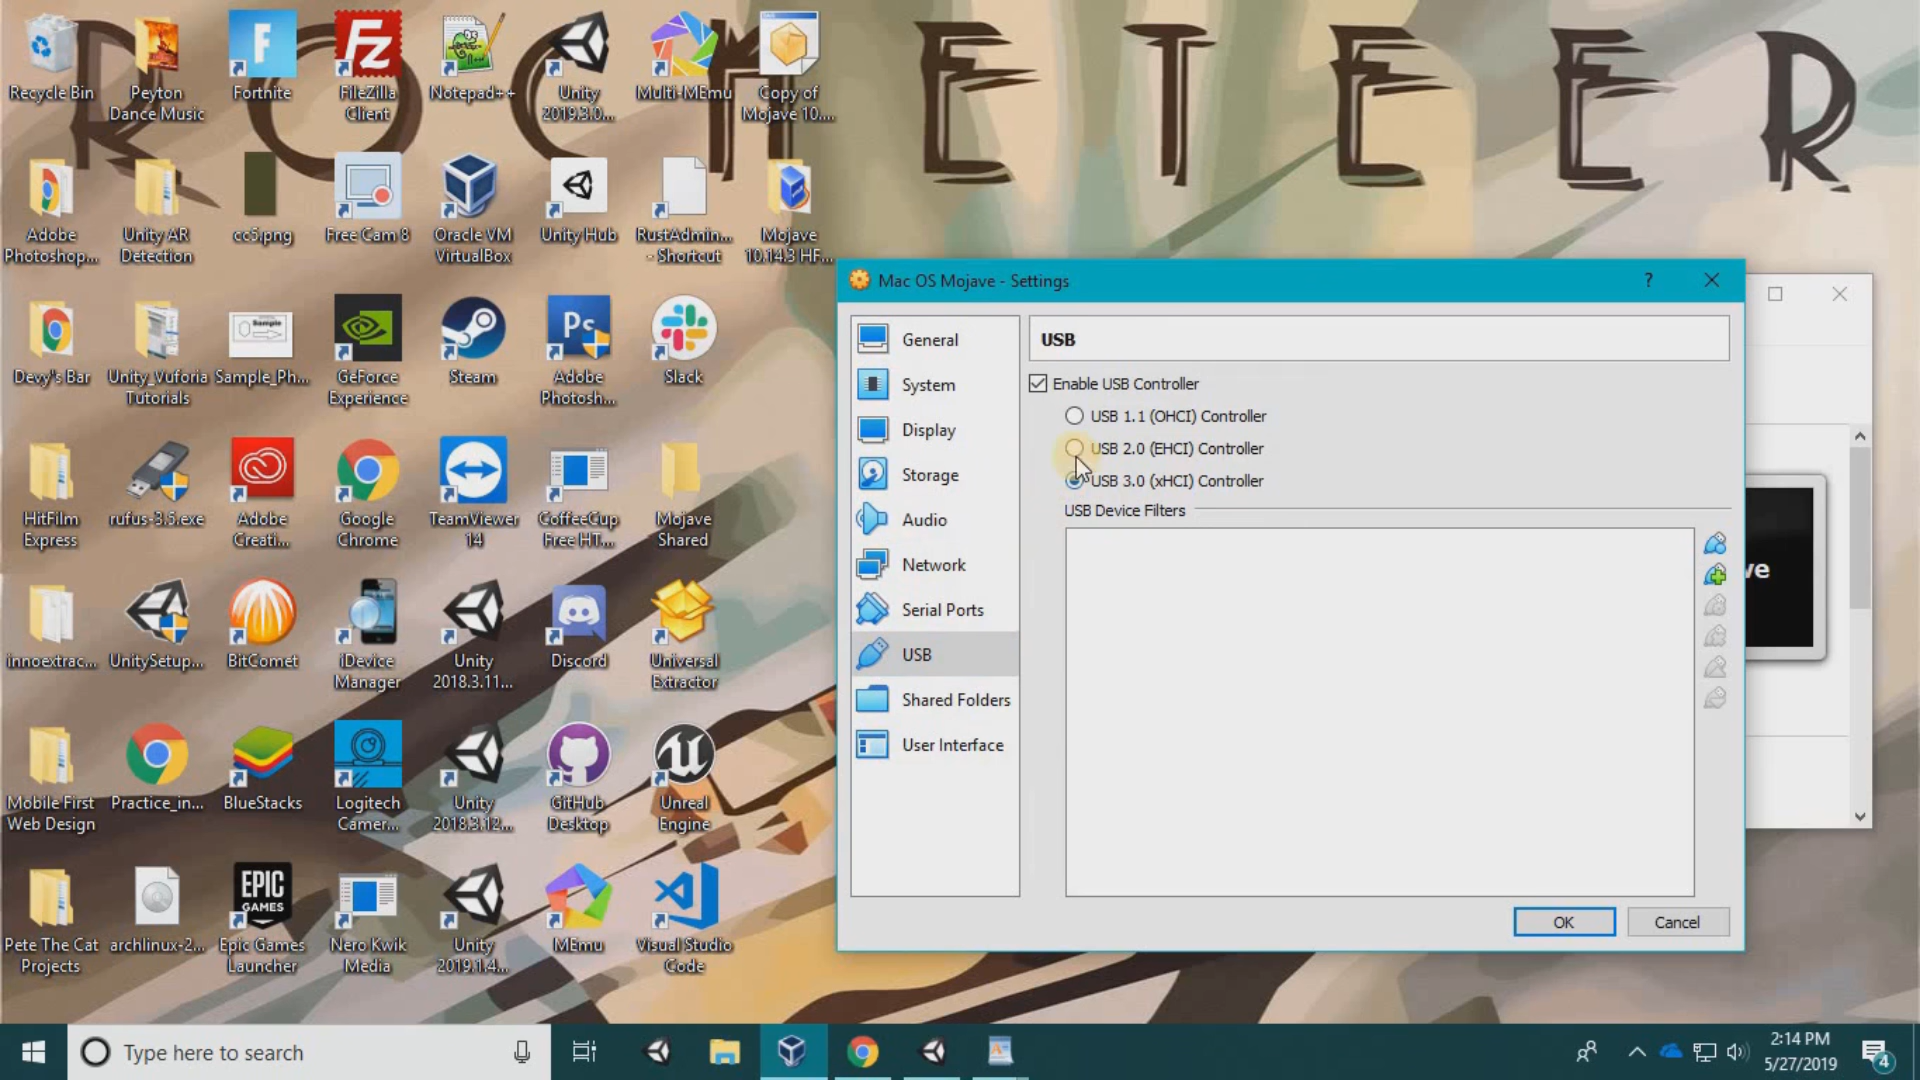 ROCKETEER
Recycle Bin
Peyton
Dance Music
Fortnite
FileZilla
Client
Notepad++
Unity
2019.3.0...
Multi-MEmu
Copy of
Mojave 10....
Adobe
Photoshop...
Unity AR
Detection
cc5.png
Free Cam 8
Oracle VM
VirtualBox
Unity Hub
RustAdmin...
- Shortcut
Mojave
10.14.3 HF...
Devy's Bar
Unity_Vuforia
Tutorials
Sample
Sample_Ph...
GeForce
Experience
Steam
Adobe
Photosh...
Slack
HitFilm
Express
rufus-3.5.exe
Adobe
Creati...
Google
Chrome
TeamViewer
14
CoffeeCup
Free HT...
Mojave
Shared
innoextrac...
UnitySetup...
BitComet
iDevice
Manager
Unity
2018.3.11...
Discord
Universal
Extractor
Mobile First
Web Design
Practice_in...
BlueStacks
Logitech
Camer...
Unity
2018.3.12...
GitHub
Desktop
Unreal
Engine
Pete The Cat
Projects
archlinux-2...
EPIC
GAMES
Epic Games
Launcher
Nero Kwik
Media
Unity
2019.1.4...
MEmu
Visual Studio
Code
Mac OS Mojave - Settings
?
General
System
Display
Storage
Audio
Network
Serial Ports
USB
Shared Folders
User Interface
USB
Enable USB Controller
USB 1.1 (OHCI) Controller
USB 2.0 (EHCI) Controller
USB 3.0 (xHCI) Controller
USB Device Filters
OK
Cancel
ve
Type here to search
2:14 PM
5/27/2019
4